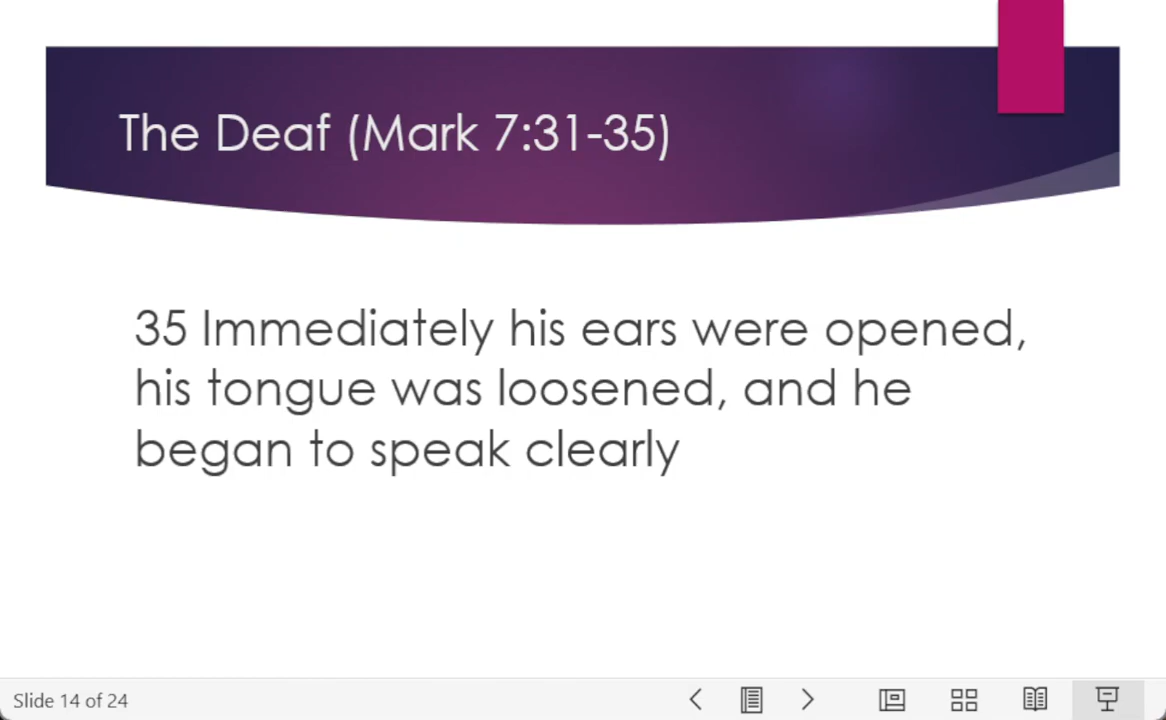 The Deaf (Mark 7:31-35)
35 Immediately his ears were opened,
his tongue was loosened, and he
began to speak clearly
Slide 14 of 24